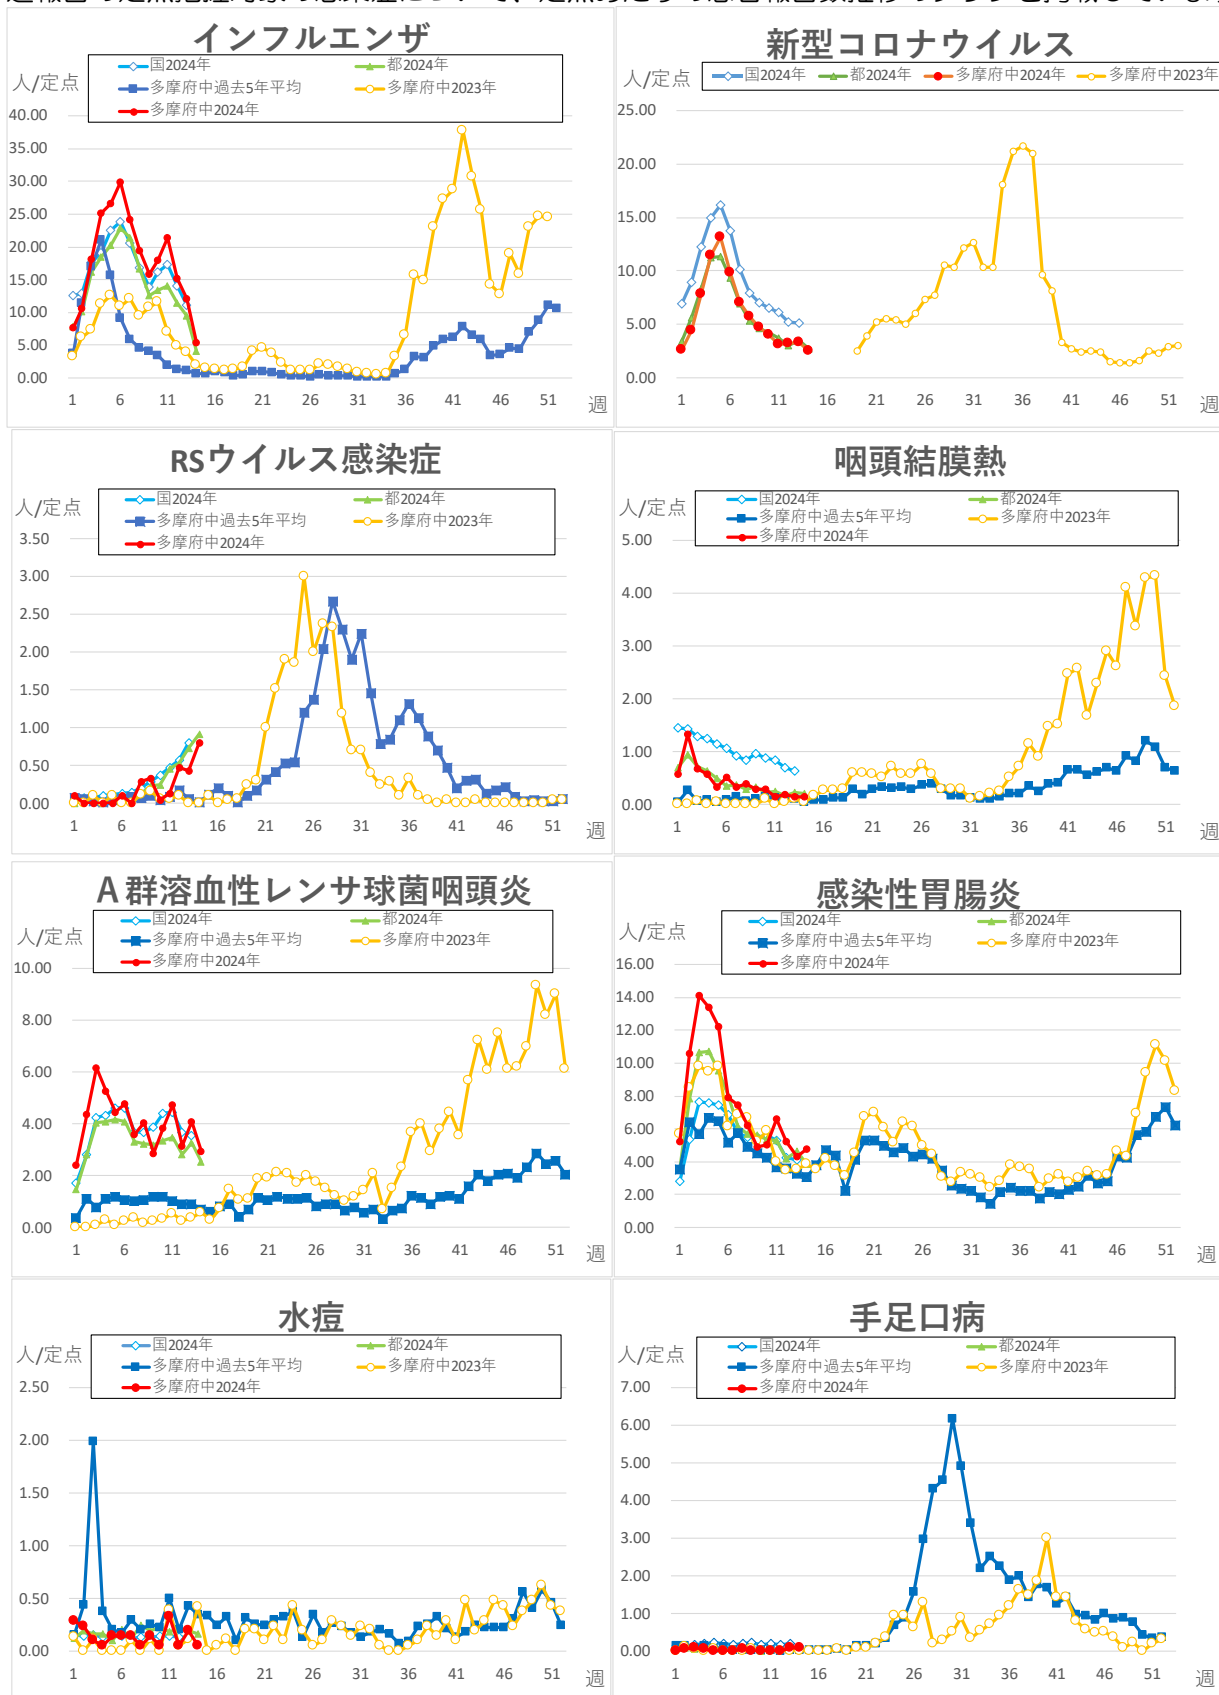 インフルエンザ
人/定点
国2024年 都2024年
多摩府中過去5年平均 多摩府中2023年
多摩府中2024年
40.00
35.00
30.00
25.00
20.00
15.00
10.00
5.00
0.00
1 6 11 16 21 26 31 36 41 46 51 週
新型コロナウイルス
人/定点
国2024年 都2024年 多摩府中2024年 多摩府中2023年
25.00
20.00
15.00
10.00
5.00
0.00
1 6 11 16 21 26 31 36 41 46 51
週
RSウイルス感染症
人/定点
国2024年 都2024年
多摩府中過去5年平均 多摩府中2023年
多摩府中2024年
3.50
3.00
2.50
2.00
1.50
1.00
0.50
0.00
1 6 11 16 21 26 31 36 41 46 51
週
咽頭結膜熱
人/定点
国2024年 都2024年
多摩府中過去5年平均 多摩府中2023年
多摩府中2024年
5.00
4.00
3.00
2.00
1.00
0.00
1 6 11 16 21 26 31 36 41 46 51
週
A群溶血性レンサ球菌咽頭炎
人/定点
国2024年 都2024年
多摩府中過去5年平均 多摩府中2023年
多摩府中2024年
10.00
8.00
6.00
4.00
2.00
0.00
1 6 11 16 21 26 31 36 41 46 51
週
感染性胃腸炎
人/定点
国2024年 都2024年
多摩府中過去5年平均 多摩府中2023年
多摩府中2024年
16.00
14.00
12.00
10.00
8.00
6.00
4.00
2.00
0.00
1 6 11 16 21 26 31 36 41 46 51
週
水痘
人/定点
国2024年 都2024年
多摩府中過去5年平均 多摩府中2023年
多摩府中2024年
2.50
2.00
1.50
1.00
0.50
0.00
1 6 11 16 21 26 31 36 41 46 51
週
手足口病
人/定点
国2024年 都2024年
多摩府中過去5年平均 多摩府中2023年
多摩府中2024年
7.00
6.00
5.00
4.00
3.00
2.00
1.00
0.00
1 6 11 16 21 26 31 36 41 46 51
週